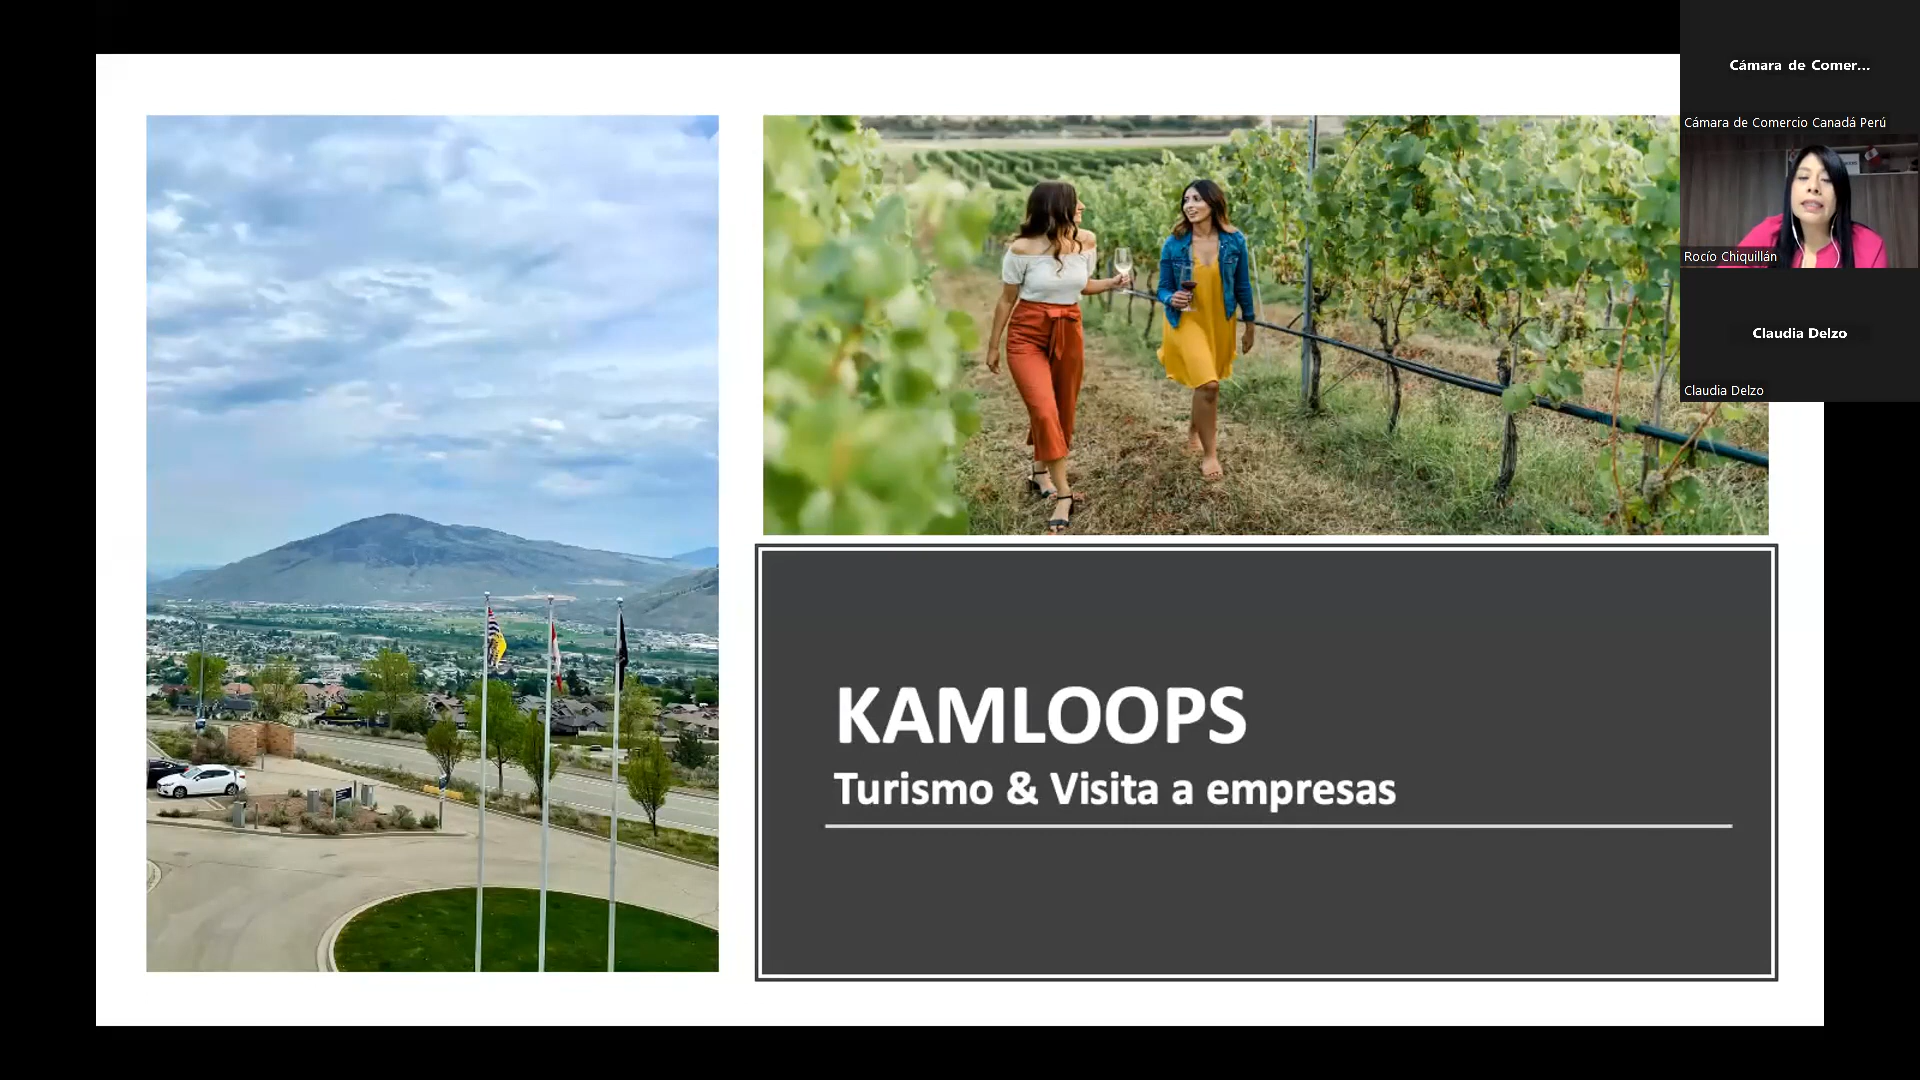 Cámara de Comer...
Cámara de Comercio Canadá Perú
Rocío Chiquillán
Claudia Delzo
Claudia Delzo
KAMLOOPS
Turismo & Visita a empresas